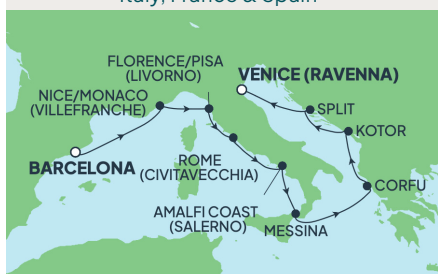 Italy, France & Spain
FLORENCE/PISA
(LIVORNO)
VENICE (RAVENNA)
NICE/MONACO
(VILLEFRANCHE)
SPLIT
KOTOR
BARCELONA
ROME
(CIVITAVECCHIA)
CORFU
AMALFI COAST
(SALERNO)
MESSINA